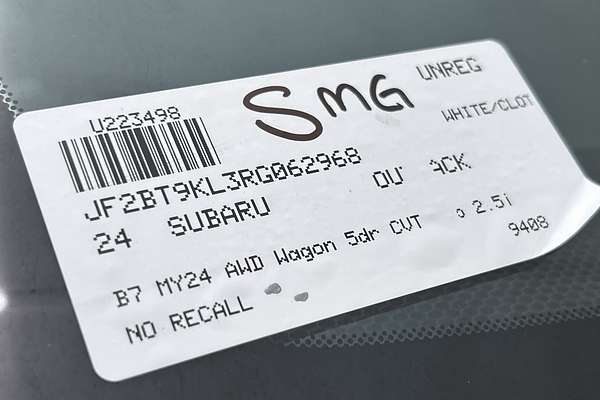 U223498
SMG
UNREG
WHITE/CLOT
JF2BT9KL3RG062968
24 SUBARU
B7 MY24 AWD Wagon 5dr CVT 2.5i
9408
NO RECALL